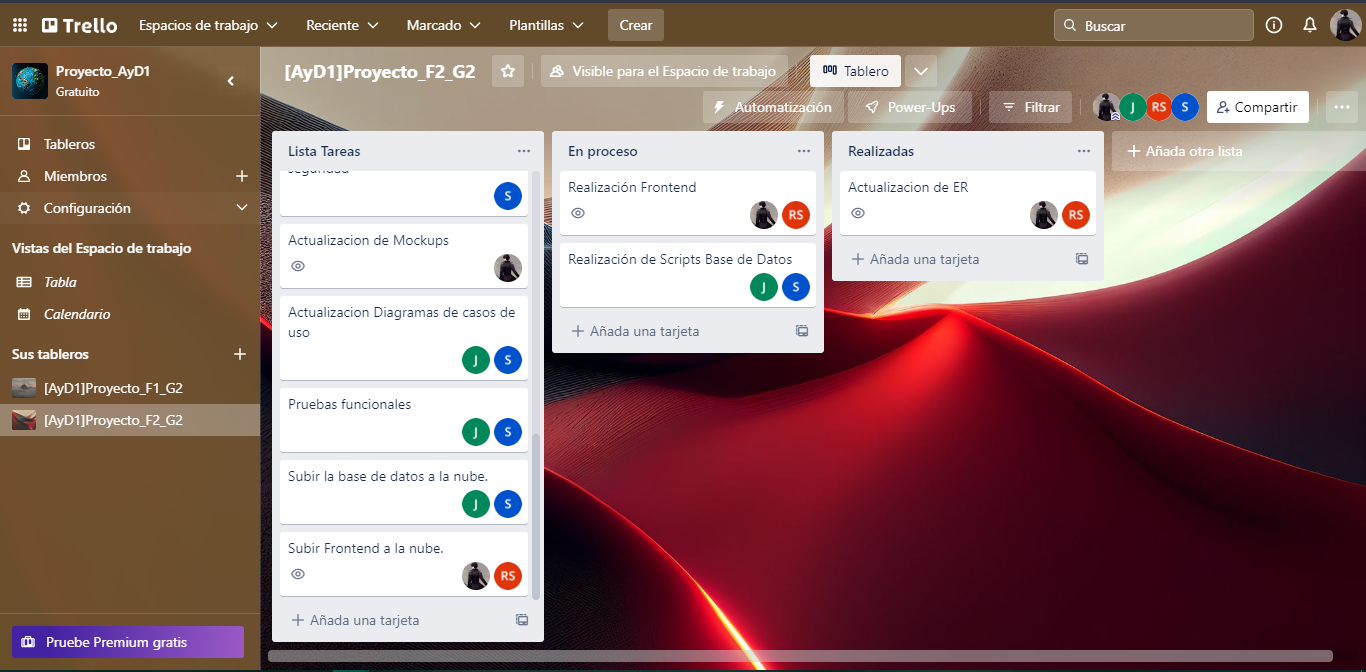 Trello
Espacios de trabajo
Reciente
Marcado
Plantillas
Crear
Buscar
Proyecto_AyD1
Gratuito
Tableros
Miembros
Configuración
Vistas del Espacio de trabajo
Tabla
Calendario
Sus tableros
[AyD1]Proyecto_F1_G2
[AyD1]Proyecto_F2_G2
Pruebe Premium gratis
[AyD1]Proyecto_F2_G2
Visible para el Espacio de trabajo
Tablero
Automatización
Power-Ups
Filtrar
J
RS
S
Compartir
Lista Tareas
seguridad
S
Actualizacion de Mockups
Actualizacion Diagramas de casos de
uso
J
S
Pruebas funcionales
J
S
Subir la base de datos a la nube.
J
S
Subir Frontend a la nube.
RS
Añada una tarjeta
En proceso
Realización Frontend
RS
Realización de Scripts Base de Datos
J
S
Añada una tarjeta
Realizadas
Actualizacion de ER
RS
Añada una tarjeta
Añada otra lista